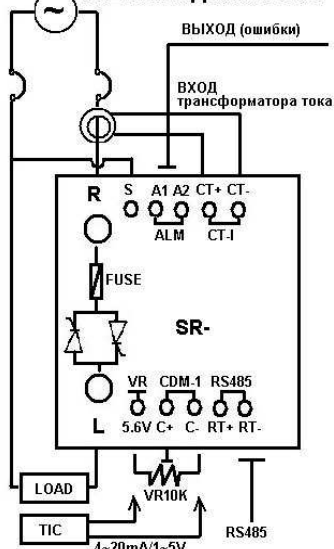 ВЫХОД (ошибки)
ВХОД
трансформатора тока
R S A1 A2 CT+ CT-
ALM CT-I
FUSE
SR-
VR CDM-1 RS485
L 5.6V C+ C- RT+ RT-
LOAD
VR10K
TIC
RS485
4~20mA/1~5V